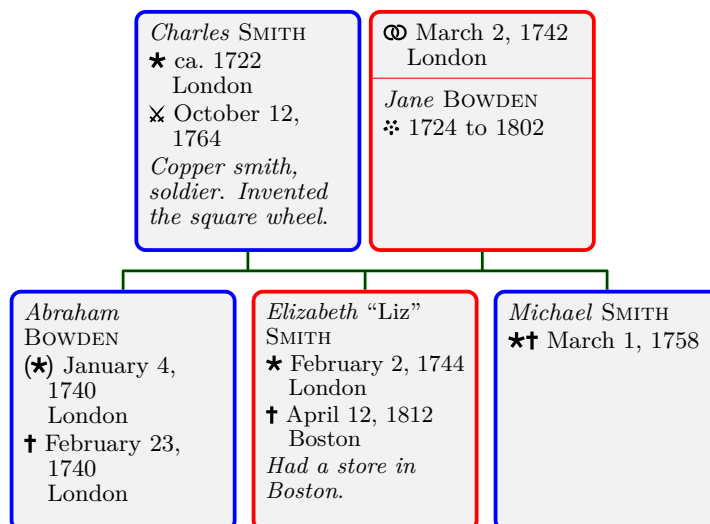 Charles SMITH
★ ca. 1722
London
⚔ October 12,
1764
Copper smith,
soldier. Invented
the square wheel.
⚭ March 2, 1742
London
Jane BOWDEN
⁘ 1724 to 1802
Abraham
BOWDEN
(★) January 4,
1740
London
† February 23,
1740
London
Elizabeth “Liz”
SMITH
★ February 2, 1744
London
† April 12, 1812
Boston
Had a store in
Boston.
Michael SMITH
★† March 1, 1758